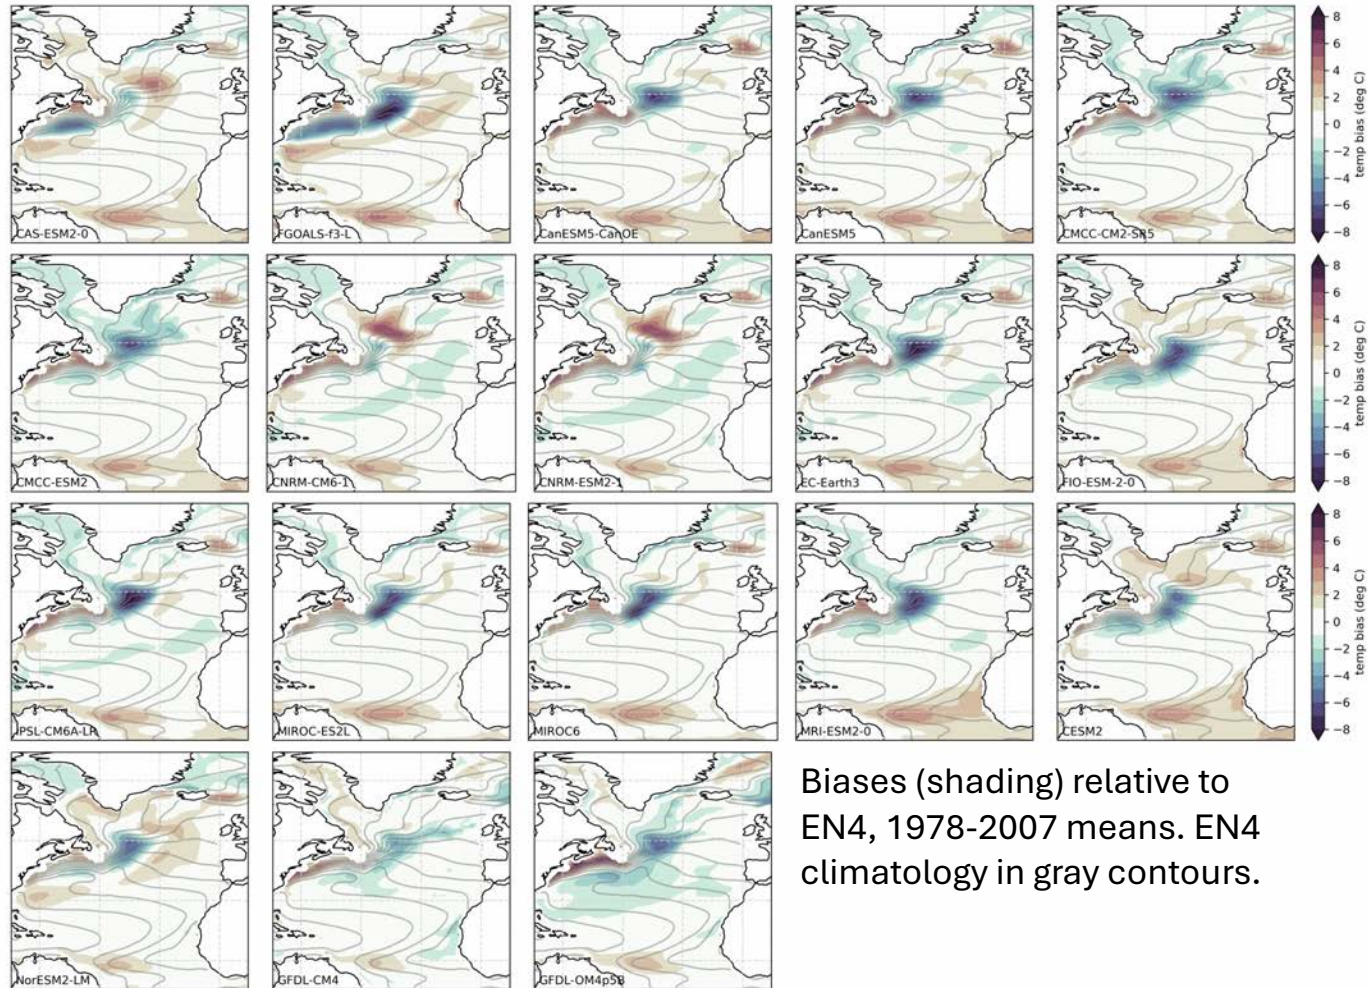 8
6
4
2
0
−2
−4
−6
−8
temp bias (deg C)
CAS-ESM2-0
FGOALS-f3-L
CanESM5-CanOE
CanESM5
CMCC-CM2-SR5
8
6
4
2
0
−2
−4
−6
−8
temp bias (deg C)
CMCC-ESM2
CNRM-CM6-1
CNRM-ESM2-1
EC-Earth3
FIO-ESM-2-0
8
6
4
2
0
−2
−4
−6
−8
temp bias (deg C)
IPSL-CM6A-LR
MIROC-ES2L
MIROC6
MRI-ESM2-0
CESM2
NorESM2-LM
GFDL-CM4
GFDL-OM4p5B
Biases (shading) relative to
EN4, 1978-2007 means. EN4
climatology in gray contours.